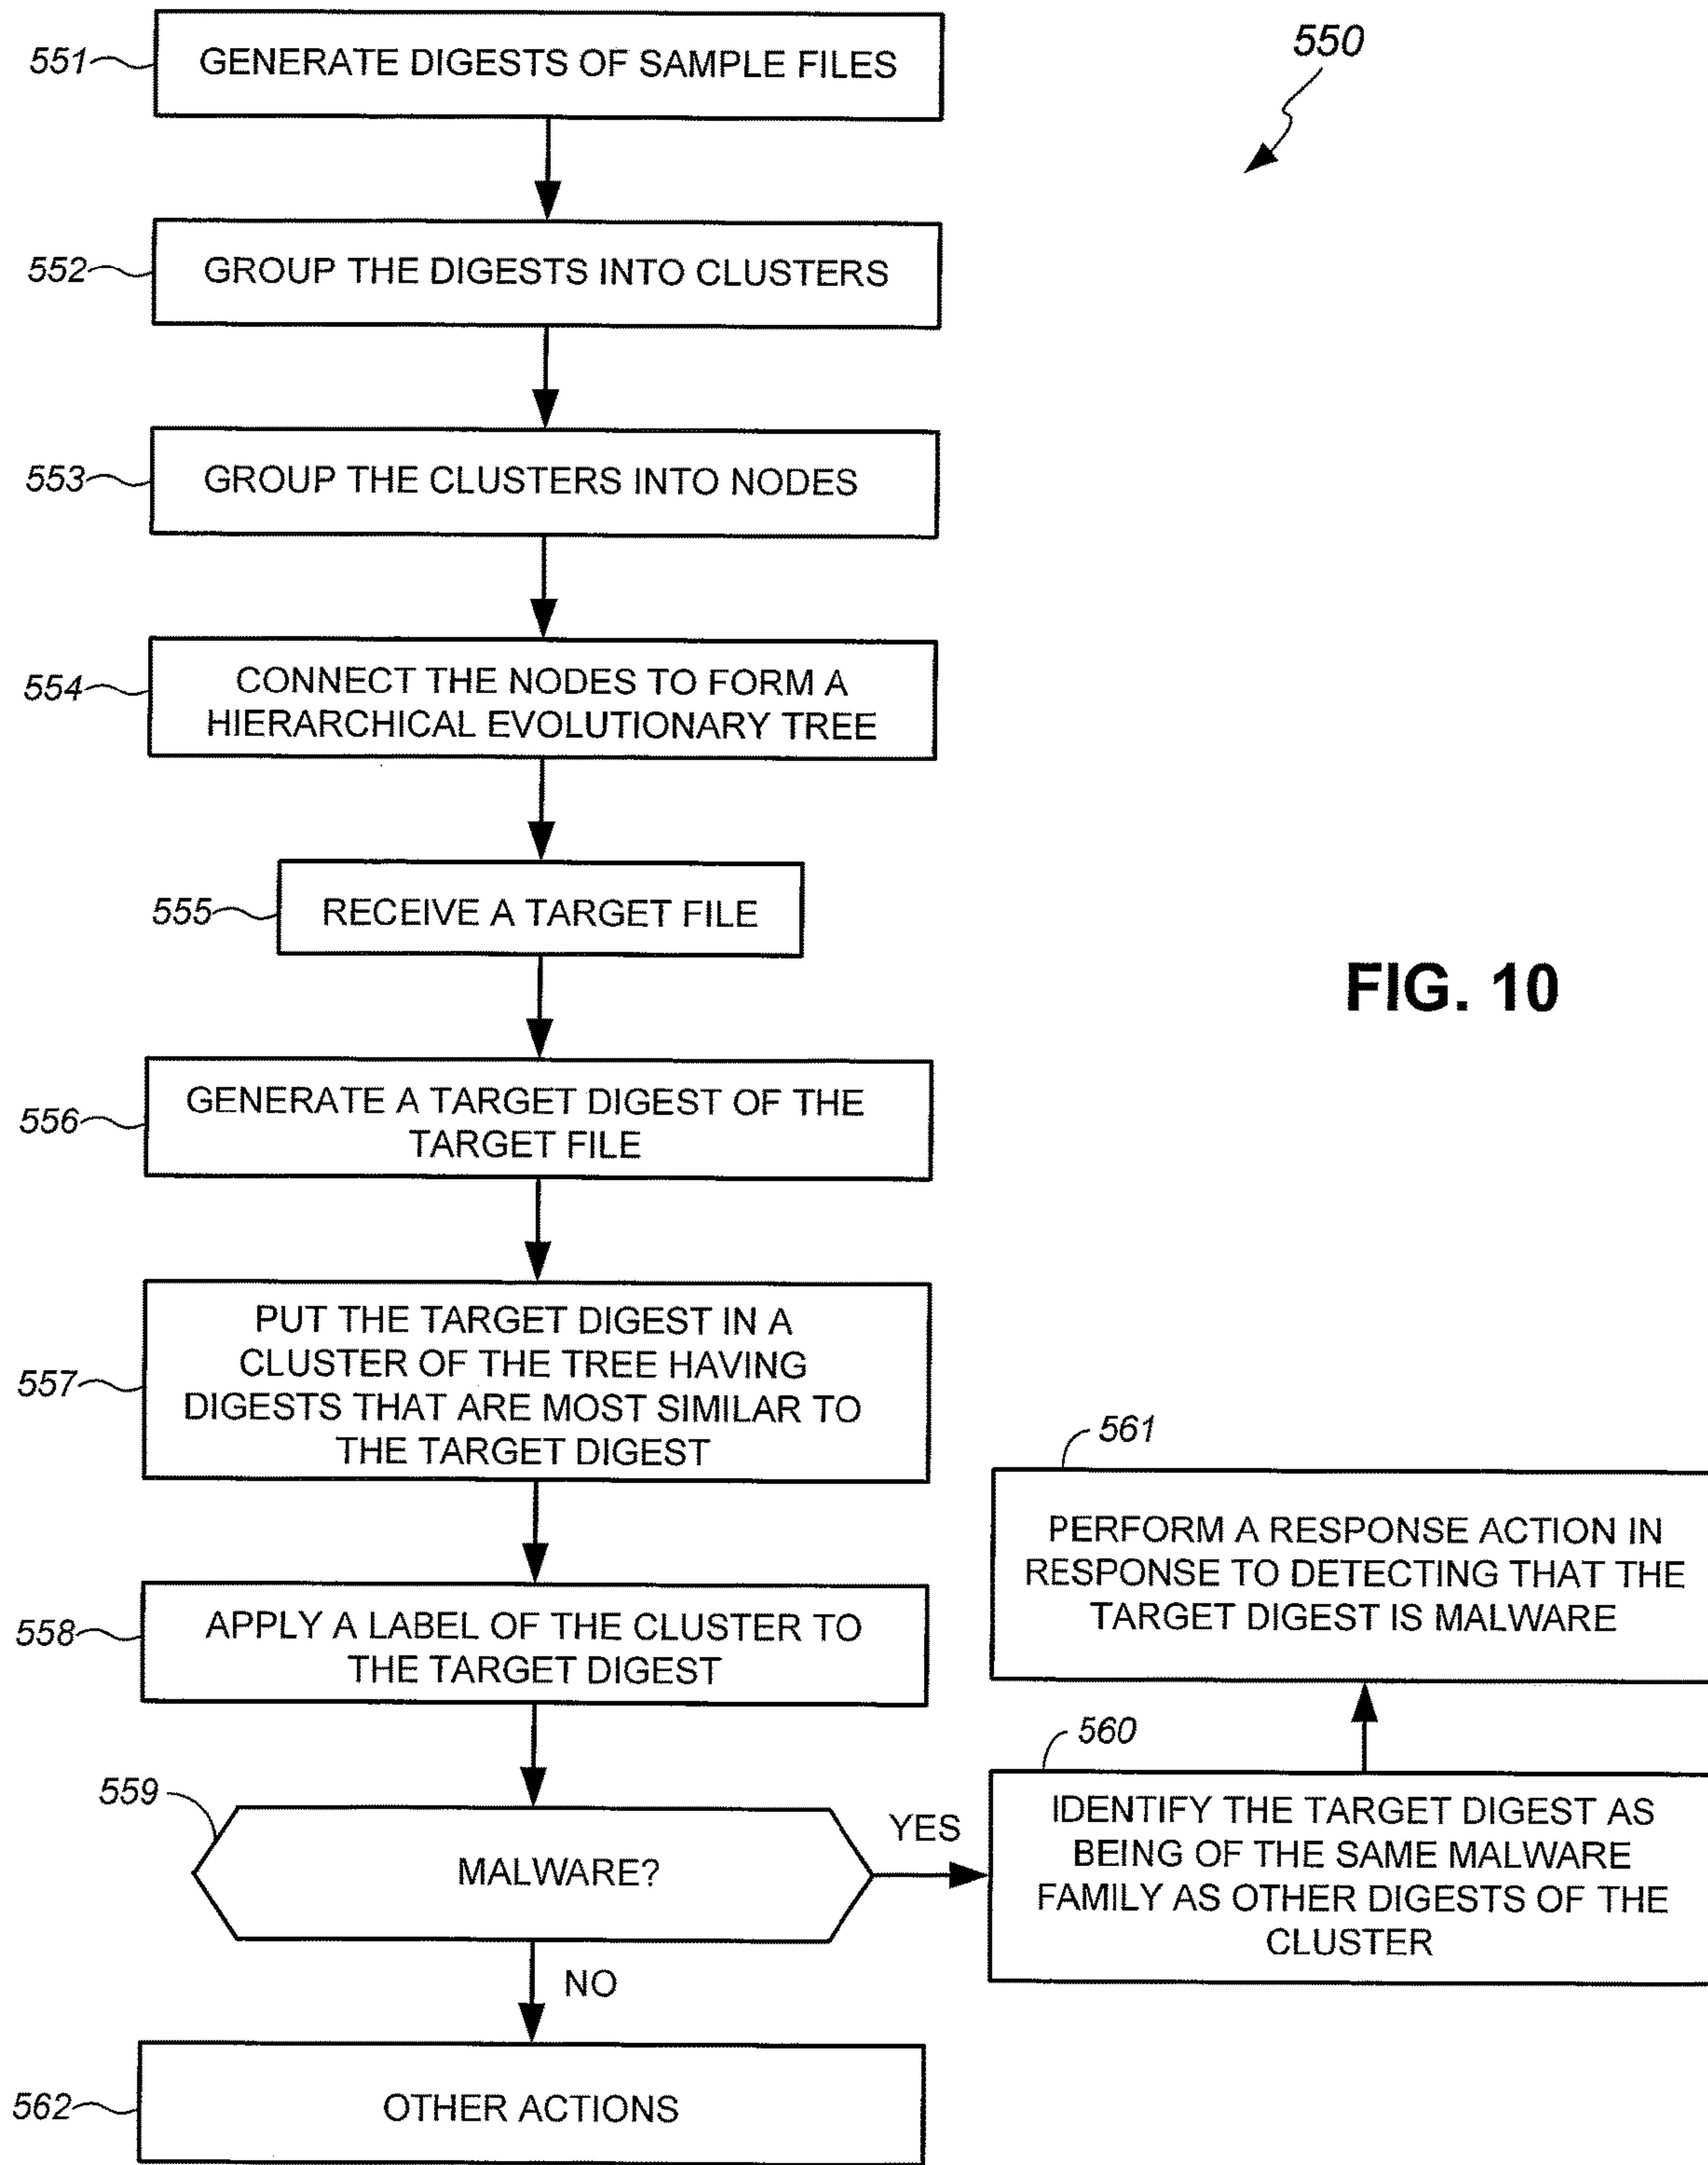 550
551
GENERATE DIGESTS OF SAMPLE FILES
552
GROUP THE DIGESTS INTO CLUSTERS
553
GROUP THE CLUSTERS INTO NODES
554
CONNECT THE NODES TO FORM A
HIERARCHICAL EVOLUTIONARY TREE
555
RECEIVE A TARGET FILE
FIG. 10
556
GENERATE A TARGET DIGEST OF THE
TARGET FILE
557
PUT THE TARGET DIGEST IN A
CLUSTER OF THE TREE HAVING
DIGESTS THAT ARE MOST SIMILAR TO
THE TARGET DIGEST
558
APPLY A LABEL OF THE CLUSTER TO
THE TARGET DIGEST
559
MALWARE?
YES
560
IDENTIFY THE TARGET DIGEST AS
BEING OF THE SAME MALWARE
FAMILY AS OTHER DIGESTS OF THE
CLUSTER
561
PERFORM A RESPONSE ACTION IN
RESPONSE TO DETECTING THAT THE
TARGET DIGEST IS MALWARE
NO
562
OTHER ACTIONS